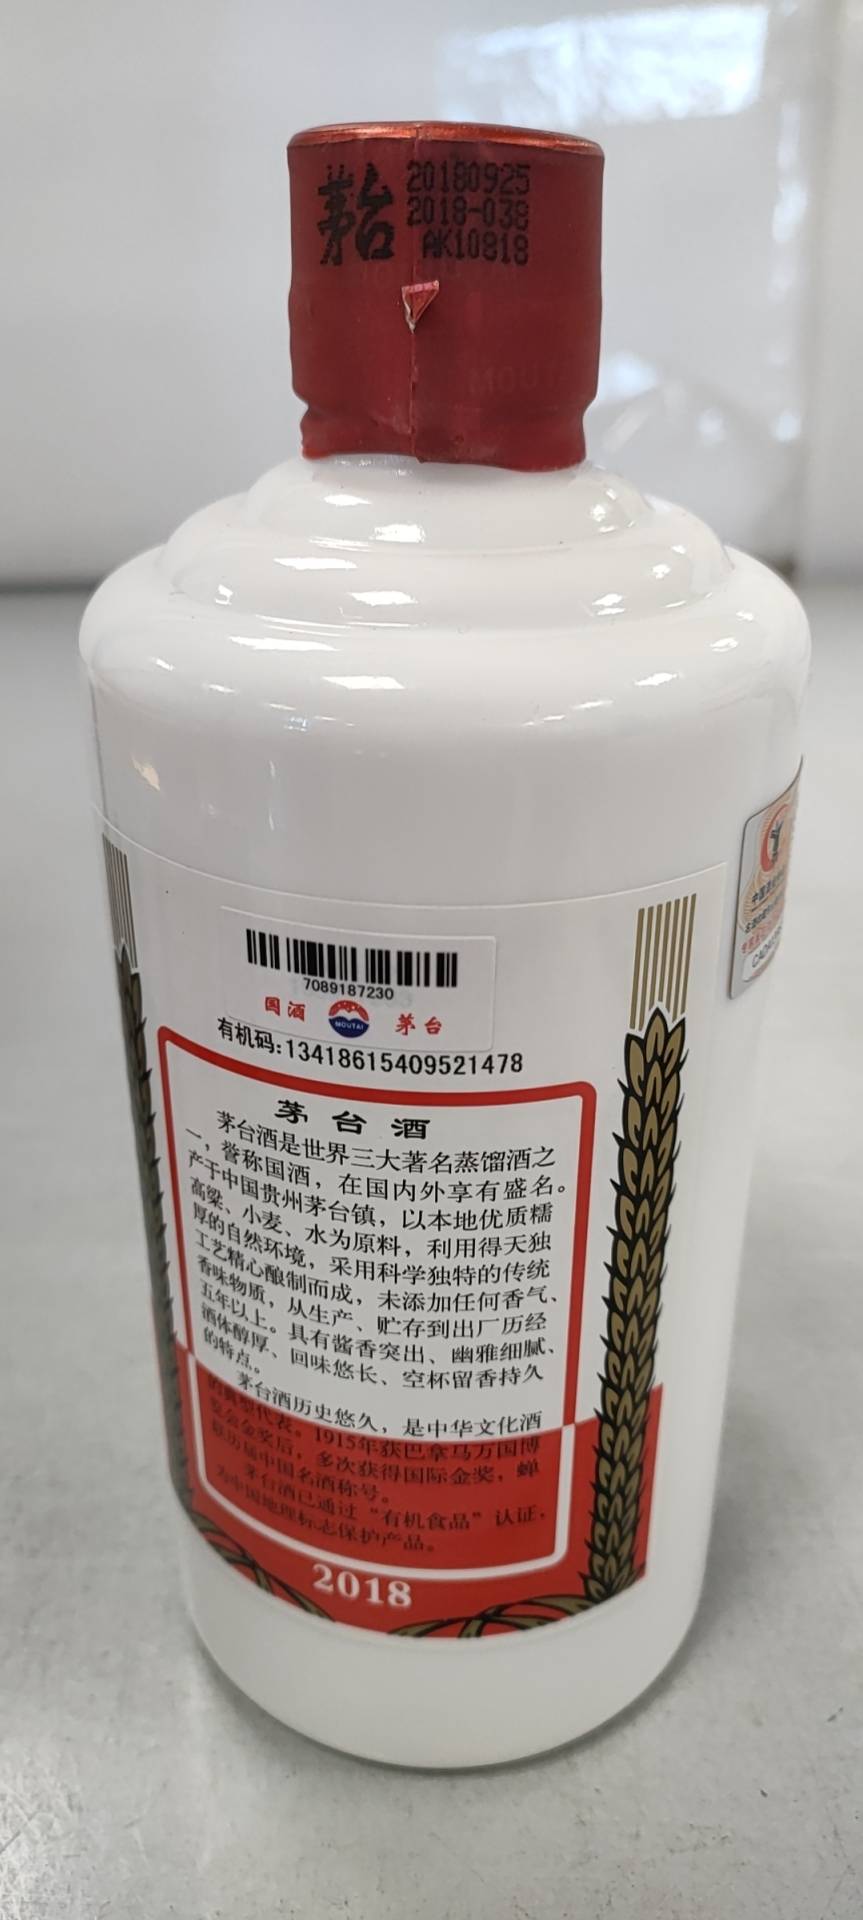 茅台
20180925
2018-038
AK10818
MOUTAI
7089187230
国酒 MOUTAI 茅台
有机码:13418615409521478
茅台酒
茅台酒是世界三大著名蒸馏酒之
一，誉称国酒，在国内外享有盛名。
产于中国贵州茅台镇，以本地优质糯
高粱、小麦、水为原料，利用得天独
厚的自然环境，采用科学独特的传统
工艺精心酿制而成，未添加任何香气、
香味物质，从生产、贮存到出厂历经
五年以上。具有酱香突出、幽雅细腻、
酒体醇厚、回味悠长、空杯留香持久
的特点。
茅台酒历史悠久，是中华文化酒
的典型代表。1915年获巴拿马万国博
览会金奖后，多次获得国际金奖，蝉
联历届中国名酒称号。
茅台酒已通过“有机食品”认证，
为中国地理标志保护产品。
2018